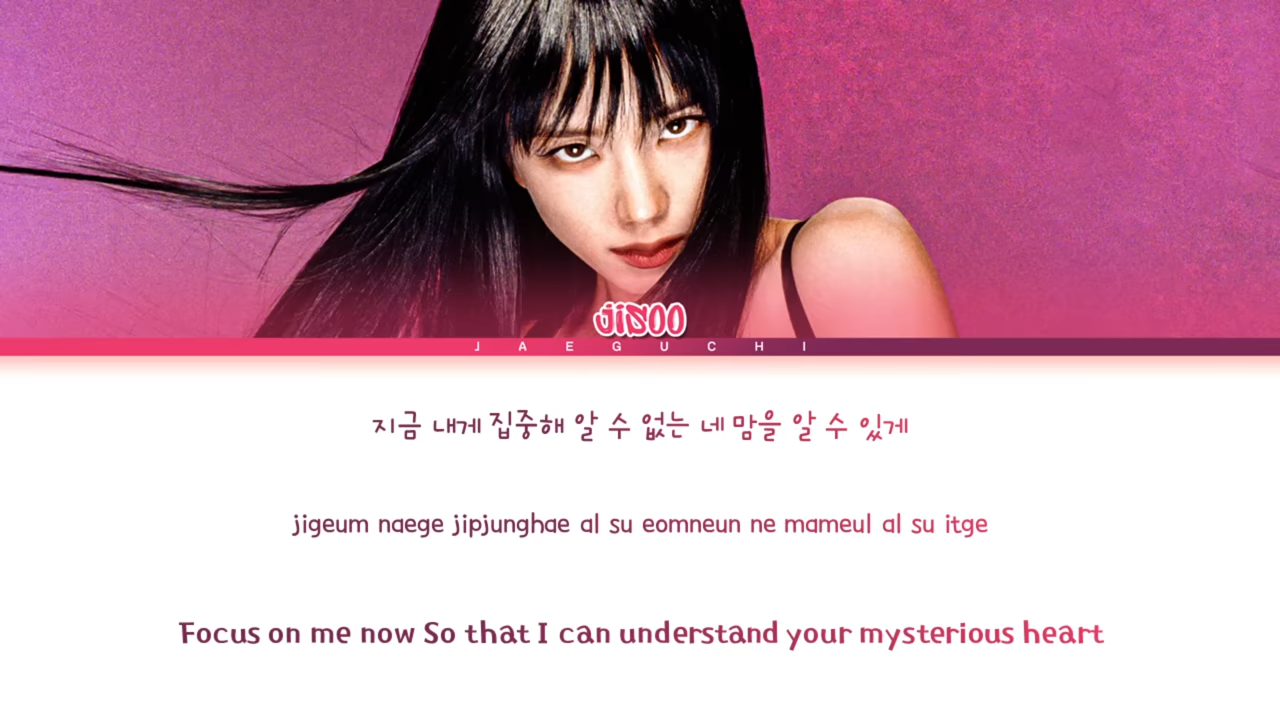 JISOO
JAEGUCHI
지금 내게 집중해 알 수 없는 네 맘을 알 수 있게
jigeum naege jipjunghae al su eomneun ne mameul al su itge
Focus on me now So that I can understand your mysterious heart